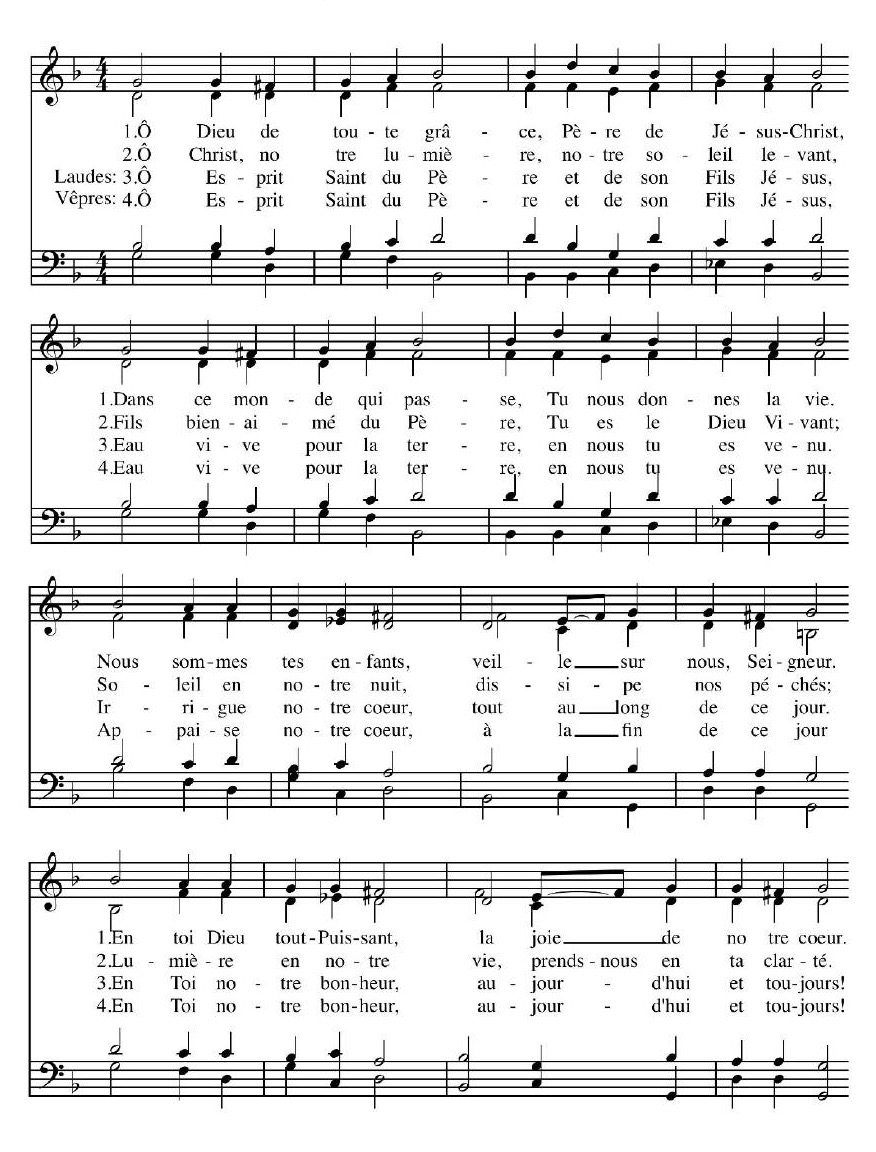 1.Ô Dieu de tou - te grâ - ce, Pè - re de Jé - sus-Christ,
2.Ô Christ, no tre lu - miè - re, no - tre so - leil le - vant,
Laudes: 3.Ô Es - prit Saint du Pè - re et de son Fils Jé - sus,
Vêpres: 4.Ô Es - prit Saint du Pè - re et de son Fils Jé - sus,
1.Dans ce mon - de qui pas - se, Tu nous don - nes la vie.
2.Fils bien - ai - mé du Pè - re, Tu es le Dieu Vi - vant;
3.Eau vi - ve pour la ter - re, en nous tu es ve - nu.
4.Eau vi - ve pour la ter - re, en nous tu es ve - nu.
Nous som - mes tes en - fants, veil - le sur nous, Sei - gneur.
So - leil en no - tre nuit, dis - si - pe nos pé - chés;
Ir - ri - gue no - tre coeur, tout au long de ce jour.
Ap - pai - se no - tre coeur, à la fin de ce jour
1.En toi Dieu tout - Puis - sant, la joie de no tre coeur.
2.Lu - miè - re en no - tre vie, prends - nous en ta clar - té.
3.En Toi no - tre bon - heur, au - jour - d'hui et tou - jours!
4.En Toi no - tre bon - heur, au - jour - d'hui et tou - jours!